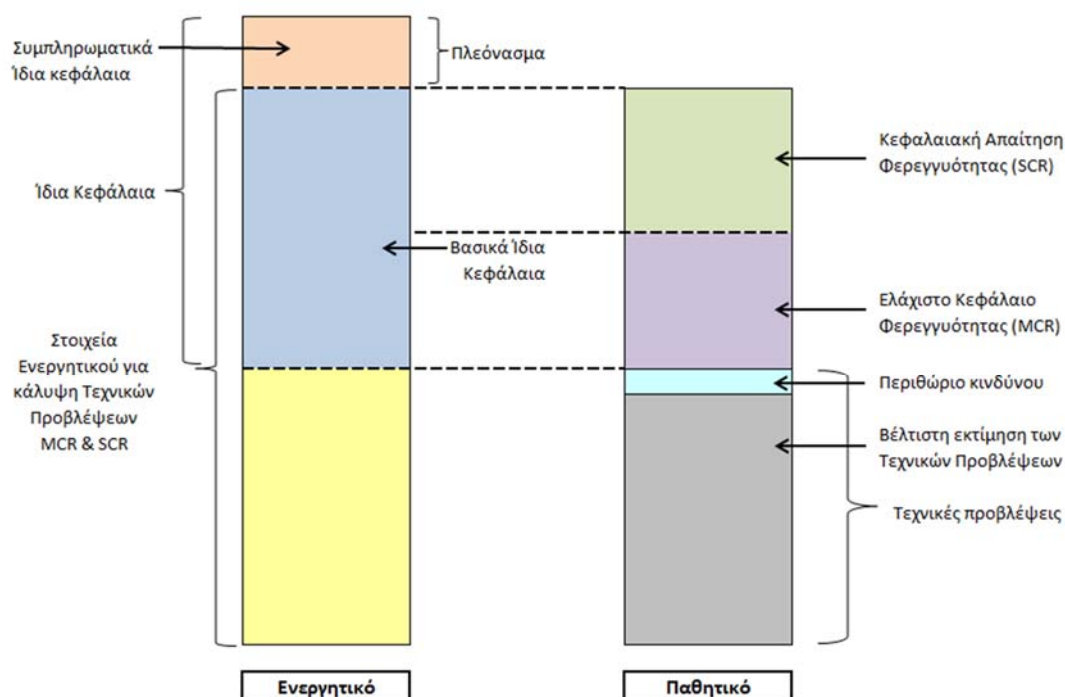 Συμπληρωματικά
Ίδια κεφάλαια
Πλεόνασμα
Κεφαλαιακή Απαίτηση
Φερεγγυότητας (SCR)
Ίδια Κεφάλαια
Βασικά Ίδια
Κεφάλαια
Ελάχιστο Κεφάλαιο
Φερεγγυότητας (MCR)
Στοιχεία
Ενεργητικού για
κάλυψη Τεχνικών
Προβλέψεων
MCR & SCR
Περιθώριο κινδύνου
Βέλτιστη εκτίμηση των
Τεχνικών Προβλέψεων
Τεχνικές προβλέψεις
Ενεργητικό
Παθητικό